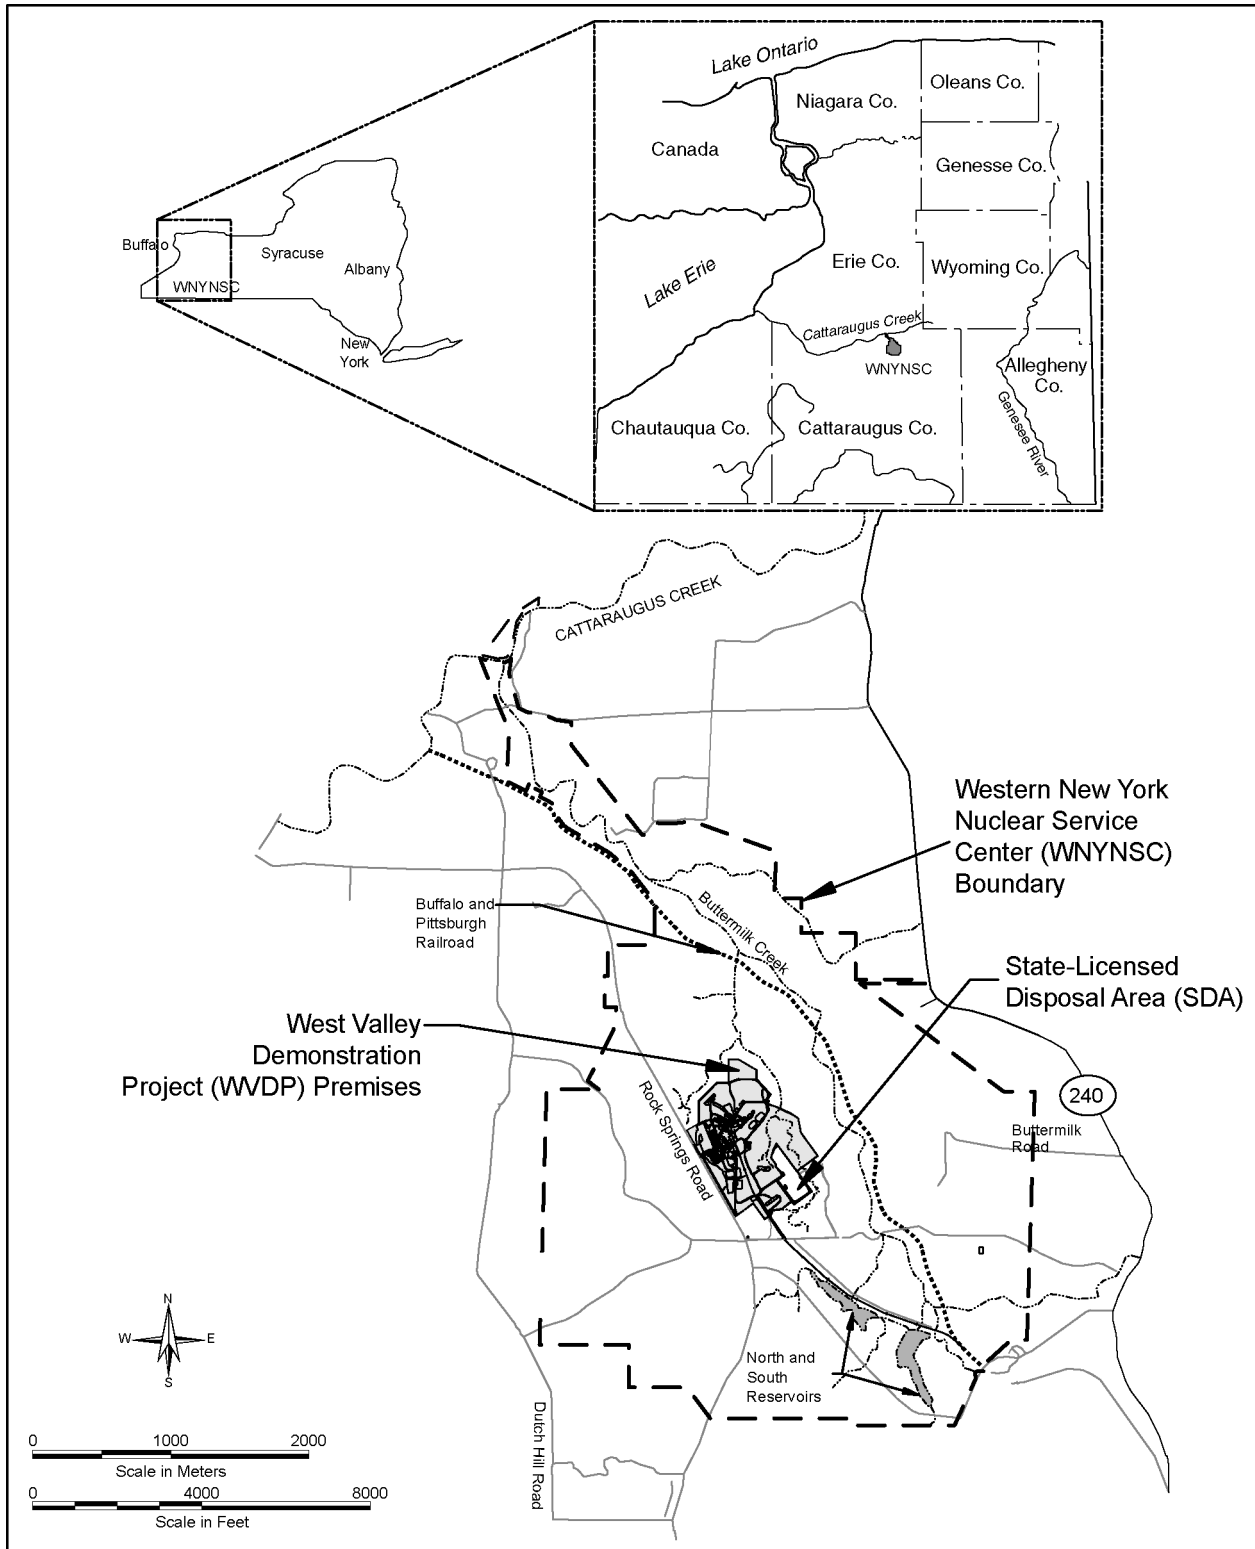 Lake Ontario
Oleans Co.
Niagara Co.
Canada
Genesse Co.
Buffalo
Syracuse
Albany
WNYNSC
New
York
Lake Erie
Erie Co.
Wyoming Co.
Cattaraugus Creek
WNYNSC
Allegheny
Co.
Chautauqua Co.
Cattaraugus Co.
Genesee River
CATTARAUGUS CREEK
Western New York
Nuclear Service
Center (WNYNSC)
Boundary
Buffalo and
Pittsburgh
Railroad
Buttermilk Creek
State-Licensed
Disposal Area (SDA)
West Valley
Demonstration
Project (WVDP) Premises
Rock Springs Road
240
Buttermilk
Road
N
W
E
S
North and
South
Reservoirs
Dutch Hill Road
0 1000 2000
Scale in Meters
0 4000 8000
Scale in Feet